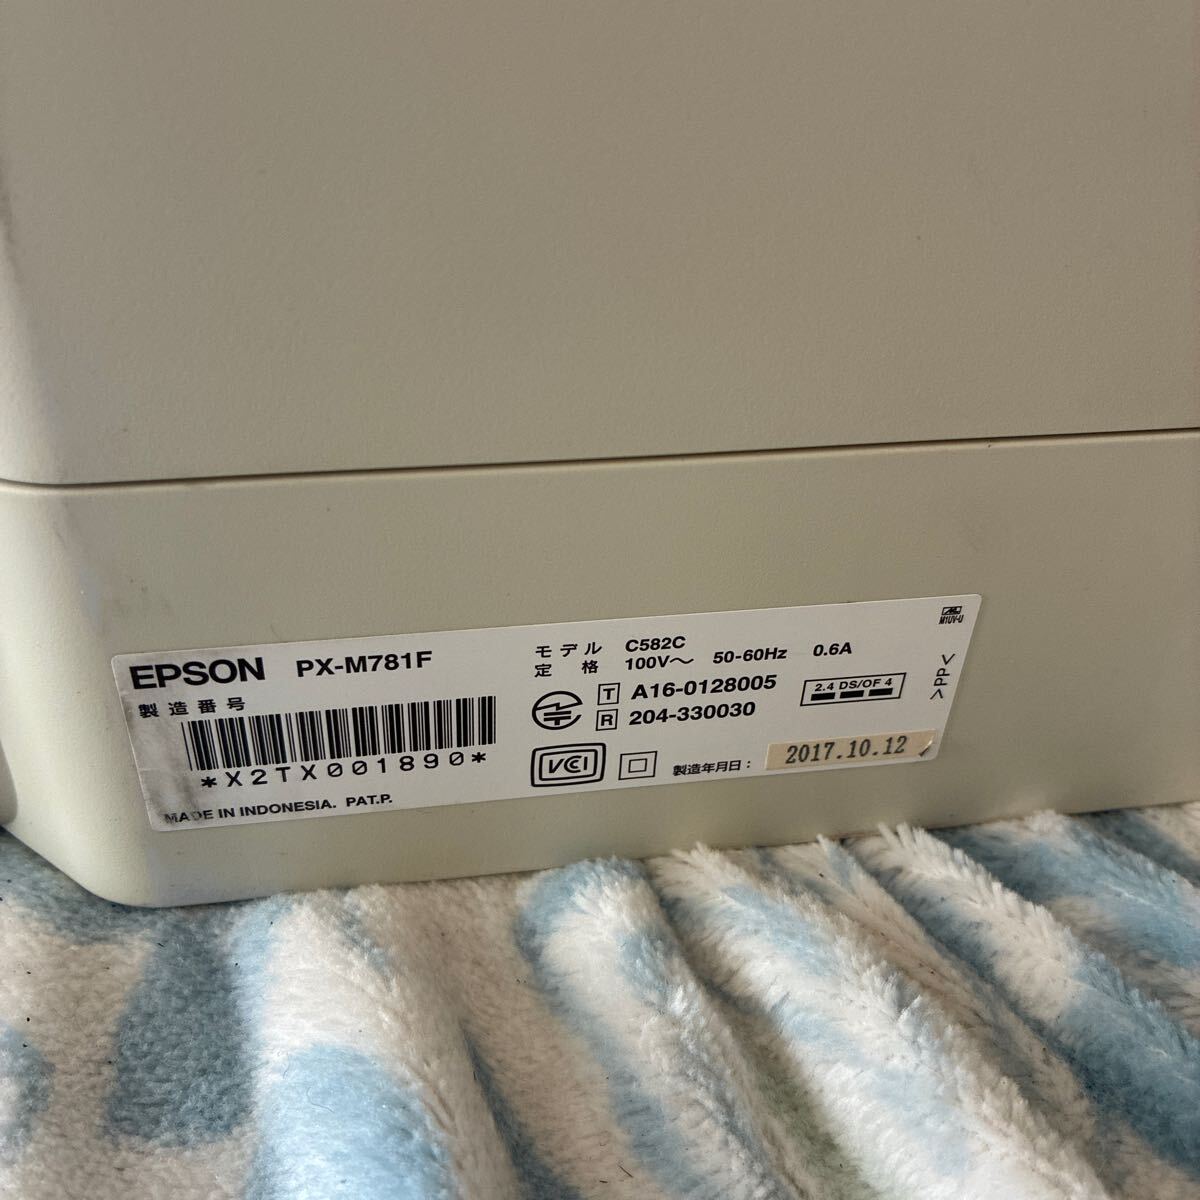 EPSON PX-M781F
製造番号
*X2TX001890*
MADE IN INDONESIA. PAT.P.
モデル C582C
定格 100V～ 50-60Hz 0.6A
T A16-0128005
R 204-330030
2.4 DS/OF 4
VCCI
製造年月日: 2017.10.12
M1UV-U
>PP<